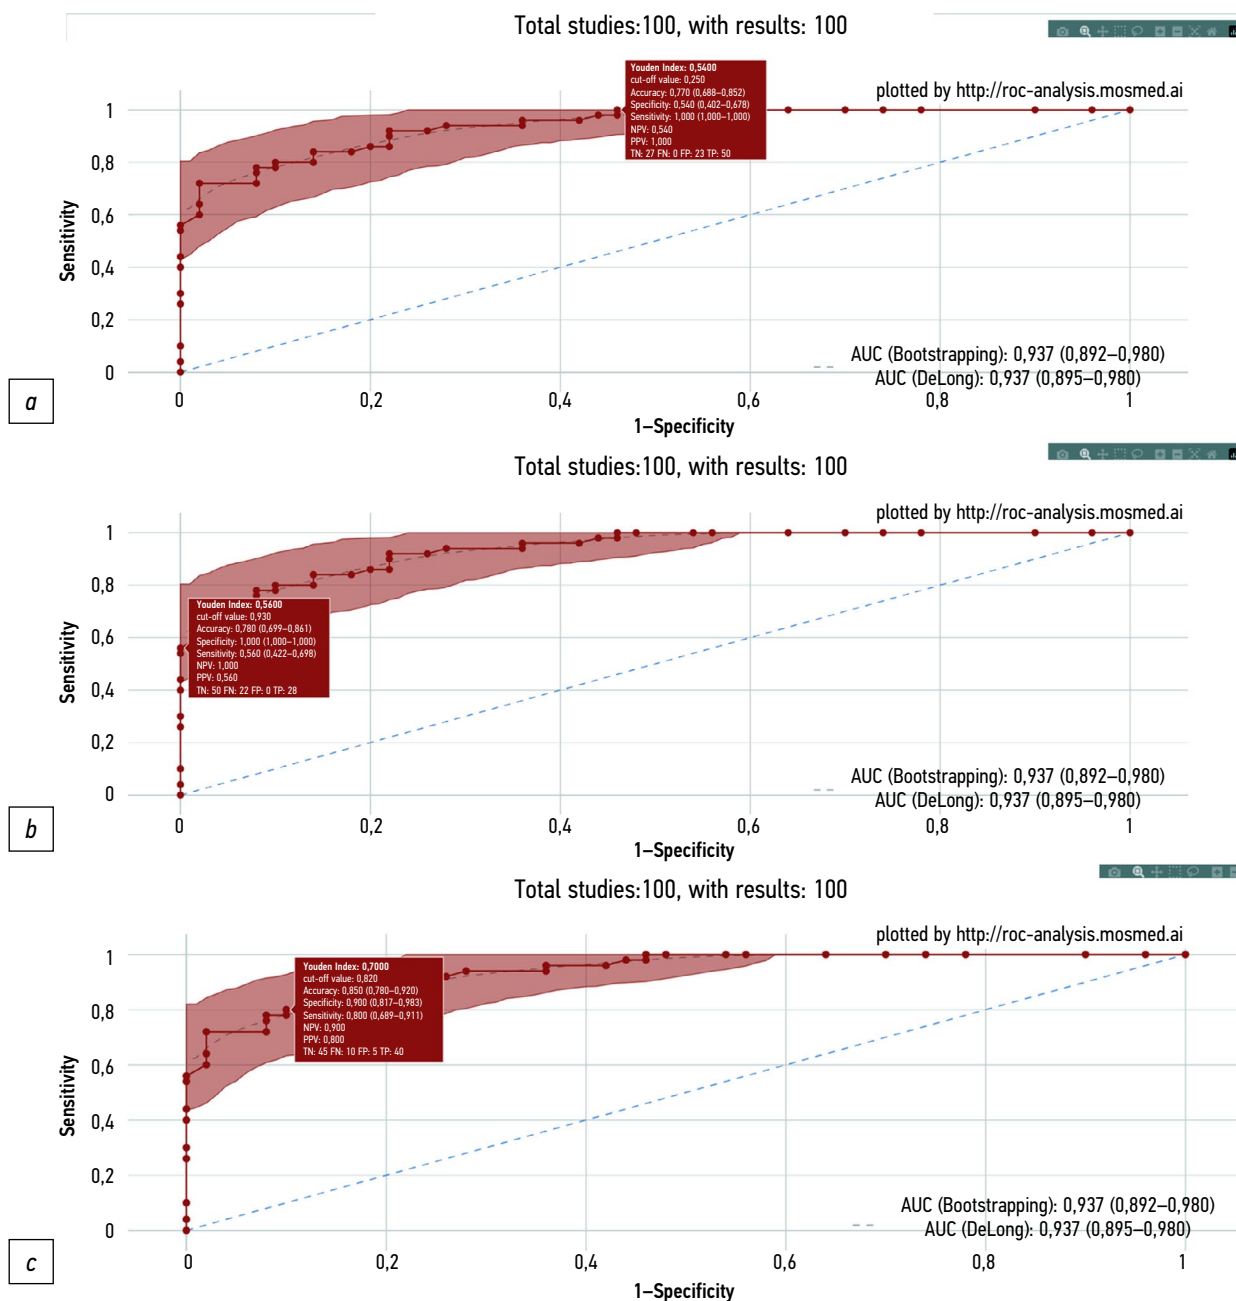 Total studies:100, with results: 100
plotted by http://roc-analysis.mosmed.ai
Youden Index: 0,5400
cut-off value: 0,250
Accuracy: 0,770 (0,688–0,852)
Specificity: 0,540 (0,402–0,678)
Sensitivity: 1,000 (1,000–1,000)
NPV: 0,540
PPV: 1,000
TN: 27 FN: 0 FP: 23 TP: 50
1
0,8
0,6
0,4
0,2
0
Sensitivity
AUC (Bootstrapping): 0,937 (0,892–0,980)
AUC (DeLong): 0,937 (0,895–0,980)
a
0 0,2 0,4 0,6 0,8 1
1–Specificity
Total studies:100, with results: 100
plotted by http://roc-analysis.mosmed.ai
1
0,8
0,6
0,4
0,2
0
Sensitivity
Youden Index: 0,5600
cut-off value: 0,930
Accuracy: 0,780 (0,699–0,861)
Specificity: 1,000 (1,000–1,000)
Sensitivity: 0,560 (0,422–0,698)
NPV: 1,000
PPV: 0,560
TN: 50 FN: 22 FP: 0 TP: 28
AUC (Bootstrapping): 0,937 (0,892–0,980)
AUC (DeLong): 0,937 (0,895–0,980)
b
0 0,2 0,4 0,6 0,8 1
1–Specificity
Total studies:100, with results: 100
plotted by http://roc-analysis.mosmed.ai
1
0,8
0,6
0,4
0,2
0
Sensitivity
Youden Index: 0,7000
cut-off value: 0,820
Accuracy: 0,850 (0,780–0,920)
Specificity: 0,900 (0,817–0,983)
Sensitivity: 0,800 (0,689–0,911)
NPV: 0,900
PPV: 0,800
TN: 45 FN: 10 FP: 5 TP: 40
AUC (Bootstrapping): 0,937 (0,892–0,980)
AUC (DeLong): 0,937 (0,895–0,980)
c
0 0,2 0,4 0,6 0,8 1
1–Specificity